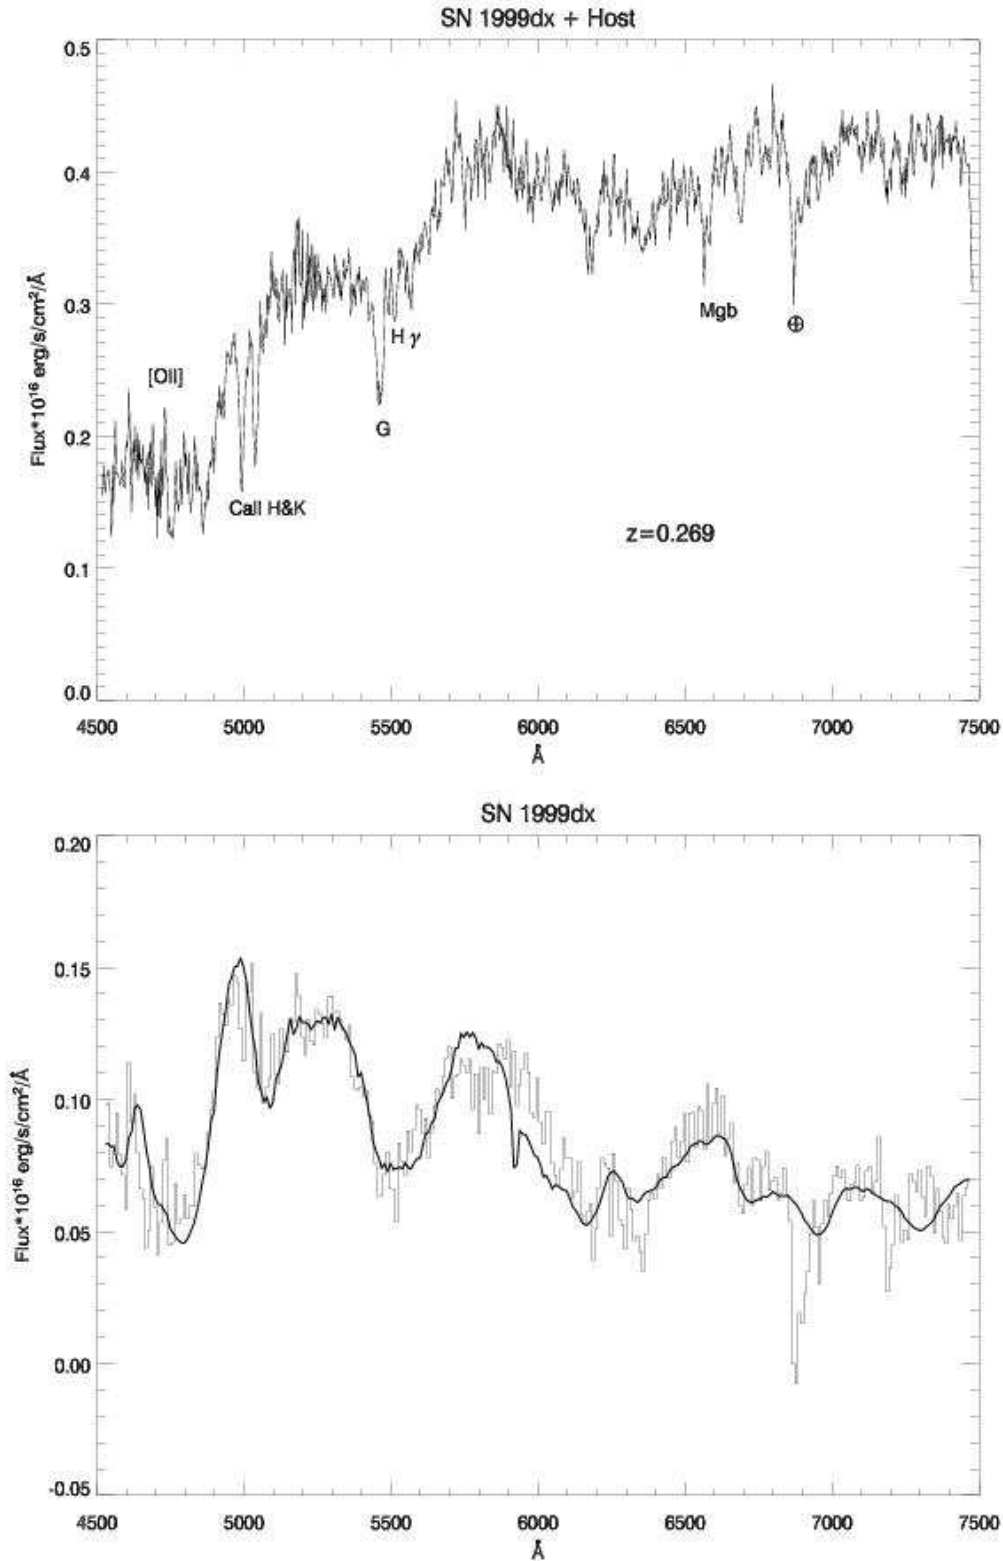 SN 1999dx + Host
0.5
0.4
0.3
0.2
0.1
0.0
Flux*10¹⁶ erg/s/cm²/Å
[OII]
CaII H&K
G
H γ
Mgb
⊕
z=0.269
4500 5000 5500 6000 6500 7000 7500
Å
SN 1999dx
0.20
0.15
0.10
0.05
0.00
-0.05
Flux*10¹⁶ erg/s/cm²/Å
4500 5000 5500 6000 6500 7000 7500
Å